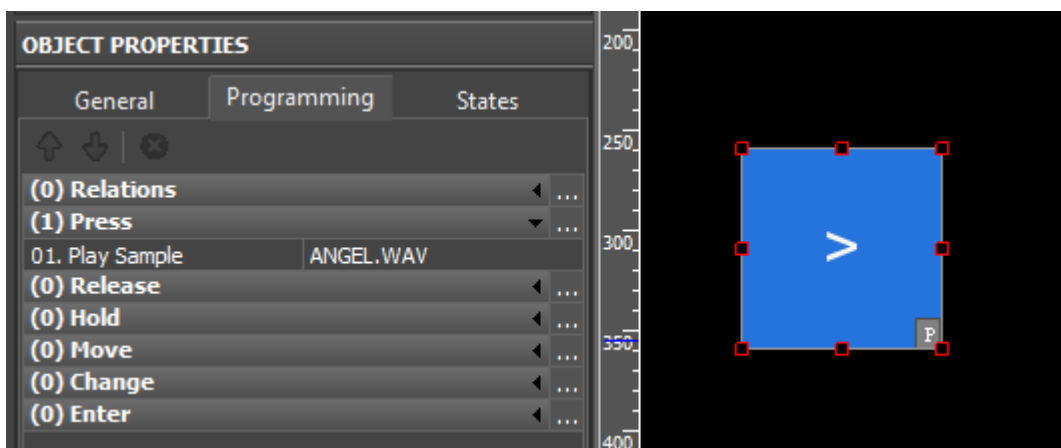 OBJECT PROPERTIES
General Programming States
(0) Relations ...
(1) Press ...
01. Play Sample ANGEL.WAV
(0) Release ...
(0) Hold ...
(0) Move ...
(0) Change ...
(0) Enter ...
200
250
300
350
400
>
P